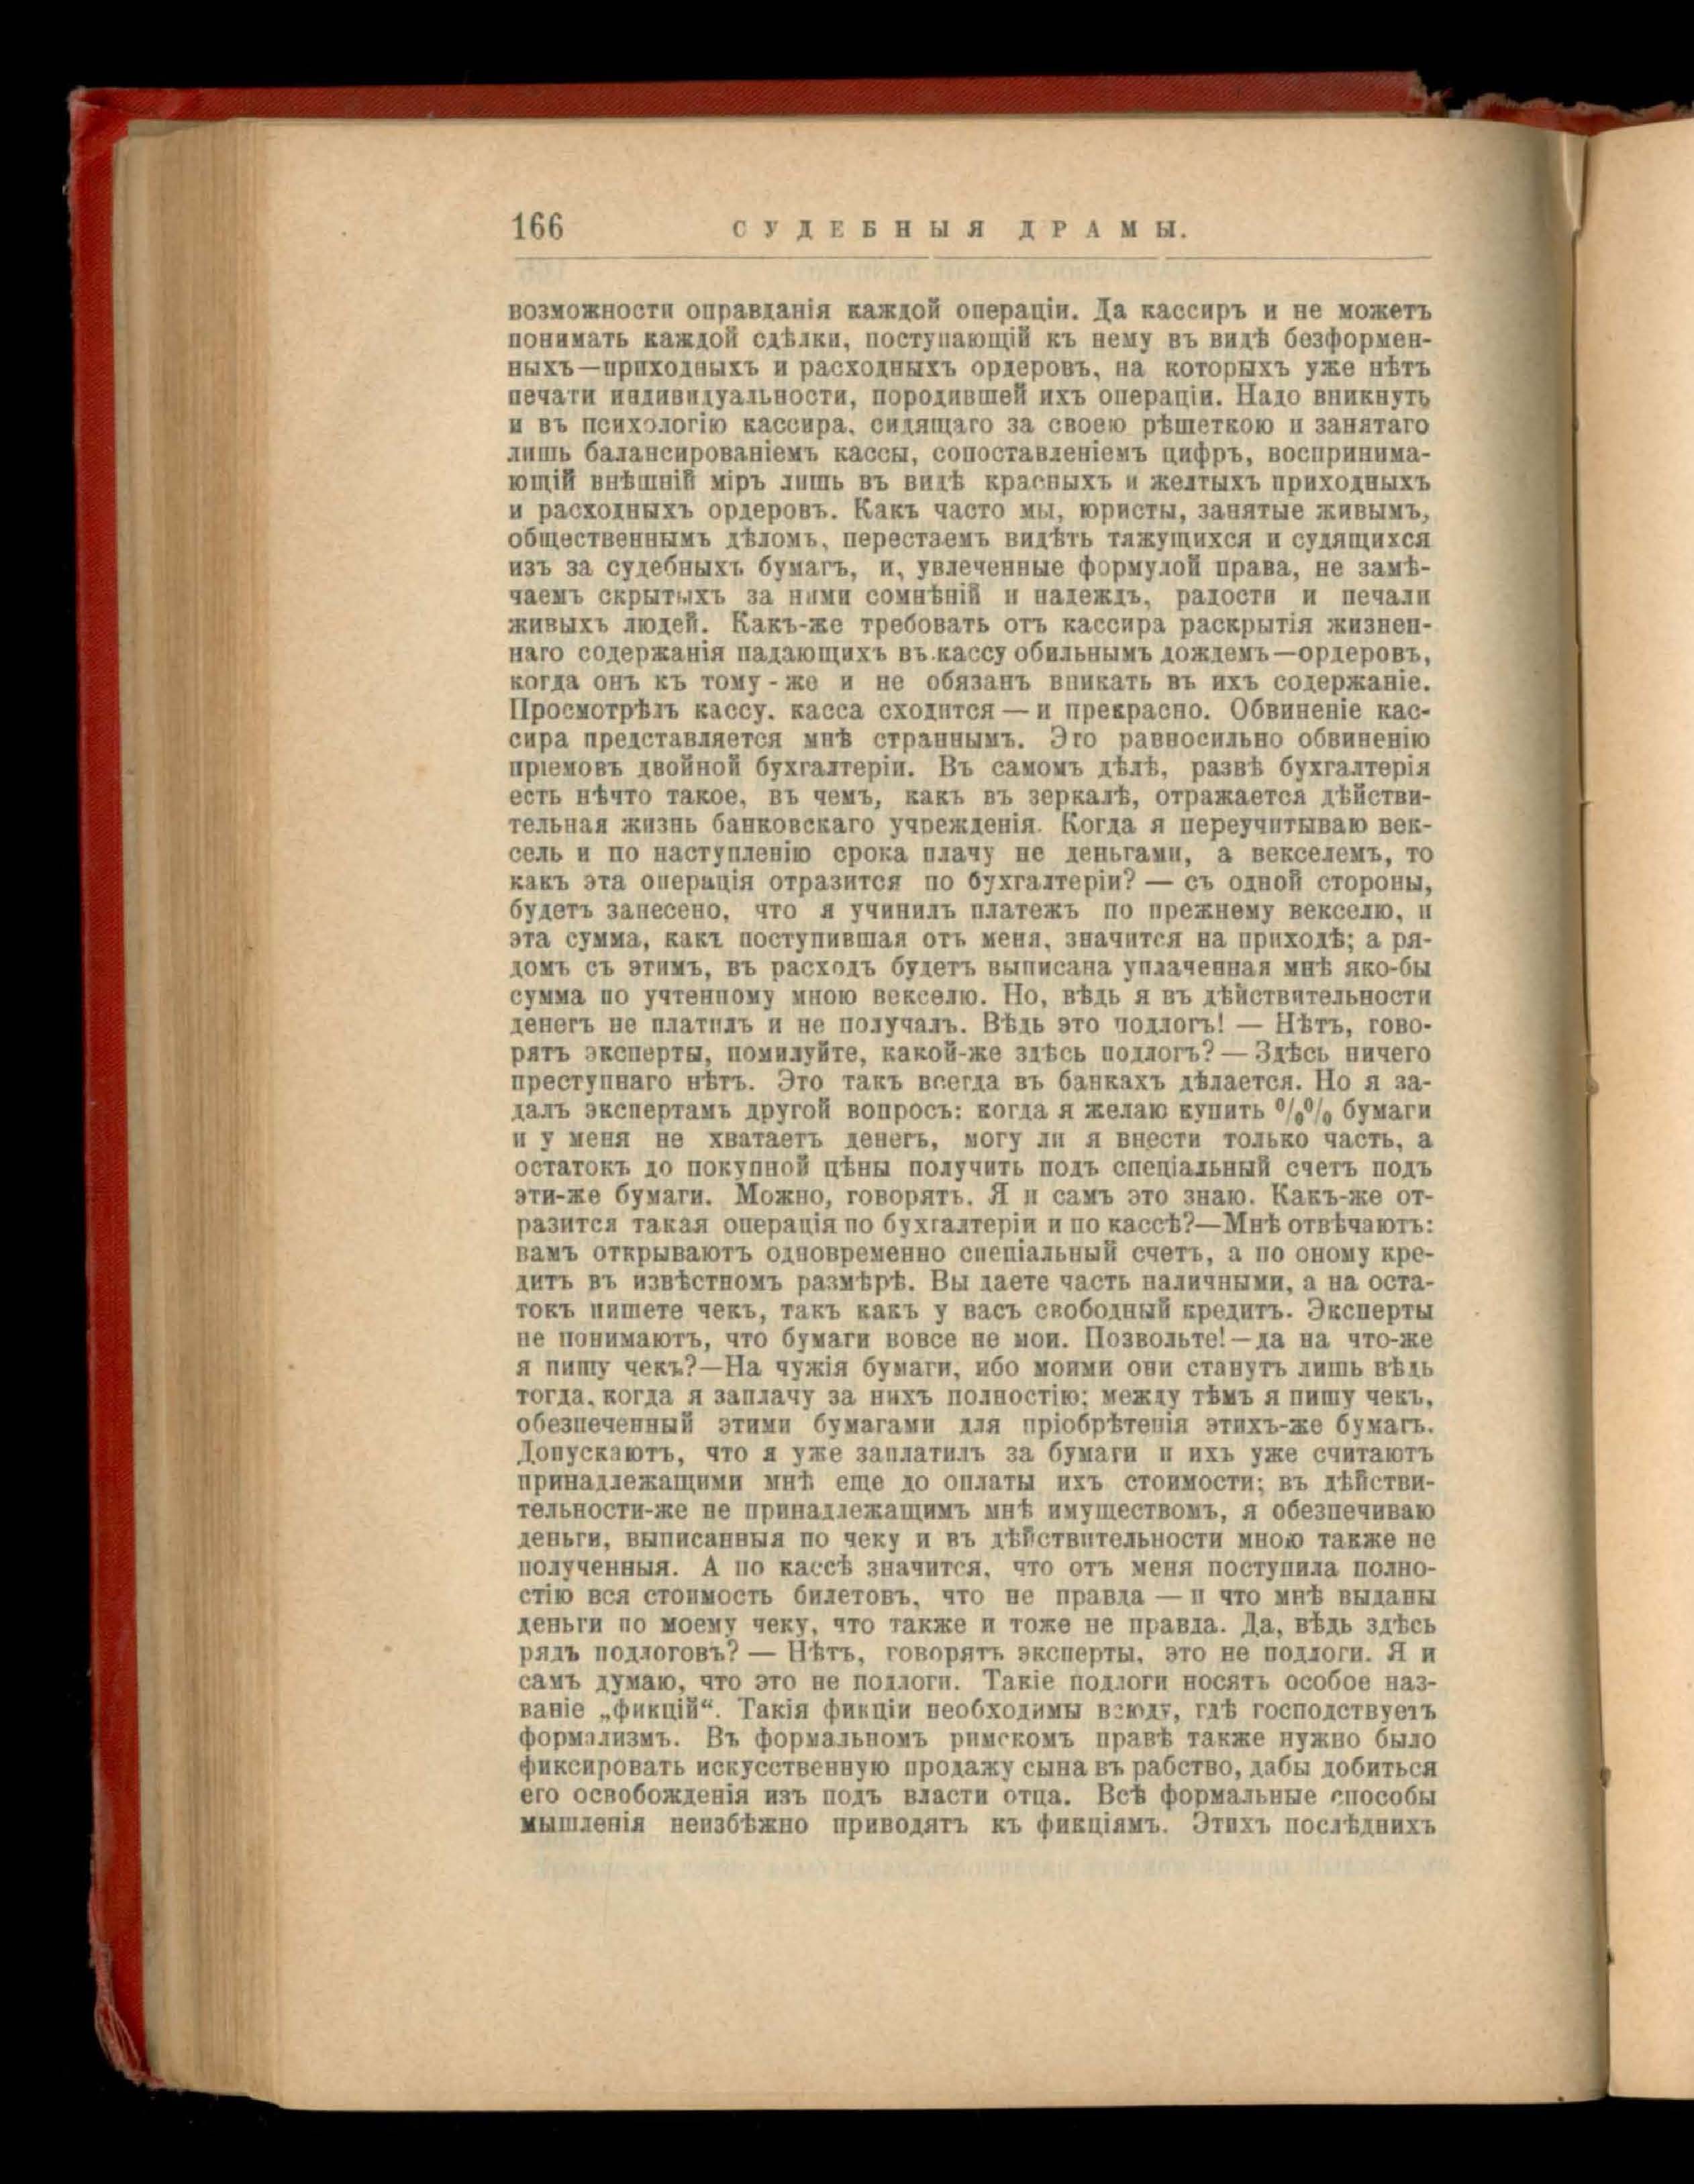 166
СУДЕБНЫЯ ДРАМЫ.
возможности оправданія каждой операціи. Да кассиръ и не можетъ
понимать каждой сдѣлки, поступающій къ нему въ видѣ безформен-
ныхъ—приходныхъ и расходныхъ ордеровъ, на которыхъ уже нѣтъ
печати индивидуальности, породившей ихъ операціи. Надо вникнуть
и въ психологію кассира, сидящаго за своею рѣшеткою и занятаго
лишь балансированіемъ кассы, сопоставленіемъ цифръ, воспринима-
ющій внѣшній міръ лишь въ видѣ красныхъ и желтыхъ приходныхъ
и расходныхъ ордеровъ. Какъ часто мы, юристы, занятые живымъ,
общественнымъ дѣломъ, перестаемъ видѣть тяжущихся и судящихся
изъ за судебныхъ бумагъ, и, увлеченные формулой права, не замѣ-
чаемъ скрытыхъ за ними сомнѣній и надеждъ, радости и печали
живыхъ людей. Какъ-же требовать отъ кассира раскрытія жизнен-
наго содержанія падающихъ въ кассу обильнымъ дождемъ—ордеровъ,
когда онъ къ тому-же и не обязанъ вникать въ ихъ содержаніе.
Просмотрѣлъ кассу. касса сходится — и прекрасно. Обвиненіе кас-
сира представляется мнѣ страннымъ. Это равносильно обвиненію
пріемовъ двойной бухгалтеріи. Въ самомъ дѣлѣ, развѣ бухгалтерія
есть нѣчто такое, въ чемъ, какъ въ зеркалѣ, отражается дѣйстви-
тельная жизнь банковскаго учрежденія. Когда я переучитываю век-
сель и по наступленію срока плачу не деньгами, а векселемъ, то
какъ эта операція отразится по бухгалтеріи? — съ одной стороны,
будетъ занесено, что я учинилъ платежъ по прежнему векселю, и
эта сумма, какъ поступившая отъ меня, значится на приходѣ; а ря-
домъ съ этимъ, въ расходъ будетъ выписана уплаченная мнѣ яко-бы
сумма по учтенному мною векселю. Но, вѣдь я въ дѣйствительности
денегъ не платилъ и не получалъ. Вѣдь это подлогъ! — Нѣтъ, гово-
рятъ эксперты, помилуйте, какой-же здѣсь подлогъ? — Здѣсь ничего
преступнаго нѣтъ. Это такъ всегда въ банкахъ дѣлается. Но я за-
далъ экспертамъ другой вопросъ: когда я желаю купить %% бумаги
и у меня не хватаетъ денегъ, могу ли я внести только часть, а
остатокъ до покупной цѣны получить подъ спеціальный счетъ подъ
эти-же бумаги. Можно, говорятъ. Я и самъ это знаю. Какъ-же от-
разится такая операція по бухгалтеріи и по кассѣ?—Мнѣ отвѣчаютъ:
вамъ открываютъ одновременно спеціальный счетъ, а по оному кре-
дитъ въ извѣстномъ размѣрѣ. Вы даете часть наличными, а на оста-
токъ пишете чекъ, такъ какъ у васъ свободный кредитъ. Эксперты
не понимаютъ, что бумаги вовсе не мои. Позвольте!—да на что-же
я пишу чекъ?—На чужія бумаги, ибо моими они станутъ лишь вѣдь
тогда, когда я заплачу за нихъ полностію; между тѣмъ я пишу чекъ,
обезпеченный этими бумагами для пріобрѣтенія этихъ-же бумагъ.
Допускаютъ, что я уже заплатилъ за бумаги и ихъ уже считаютъ
принадлежащими мнѣ еще до оплаты ихъ стоимости; въ дѣйстви-
тельности-же не принадлежащимъ мнѣ имуществомъ, я обезпечиваю
деньги, выписанныя по чеку и въ дѣйствительности мною также не
полученныя. А по кассѣ значится, что отъ меня поступила полно-
стію вся стоимость билетовъ, что не правда — и что мнѣ выданы
деньги по моему чеку, что также и тоже не правда. Да, вѣдь здѣсь
рядъ подлоговъ? — Нѣтъ, говорятъ эксперты, это не подлоги. Я и
самъ думаю, что это не подлоги. Такіе подлоги носятъ особое наз-
ваніе „фикцій“. Такія фикціи необходимы всюду, гдѣ господствуетъ
формализмъ. Въ формальномъ римскомъ правѣ также нужно было
фиксировать искусственную продажу сына въ рабство, дабы добиться
его освобожденія изъ подъ власти отца. Всѣ формальные способы
мышленія неизбѣжно приводятъ къ фикціямъ. Этихъ послѣднихъ